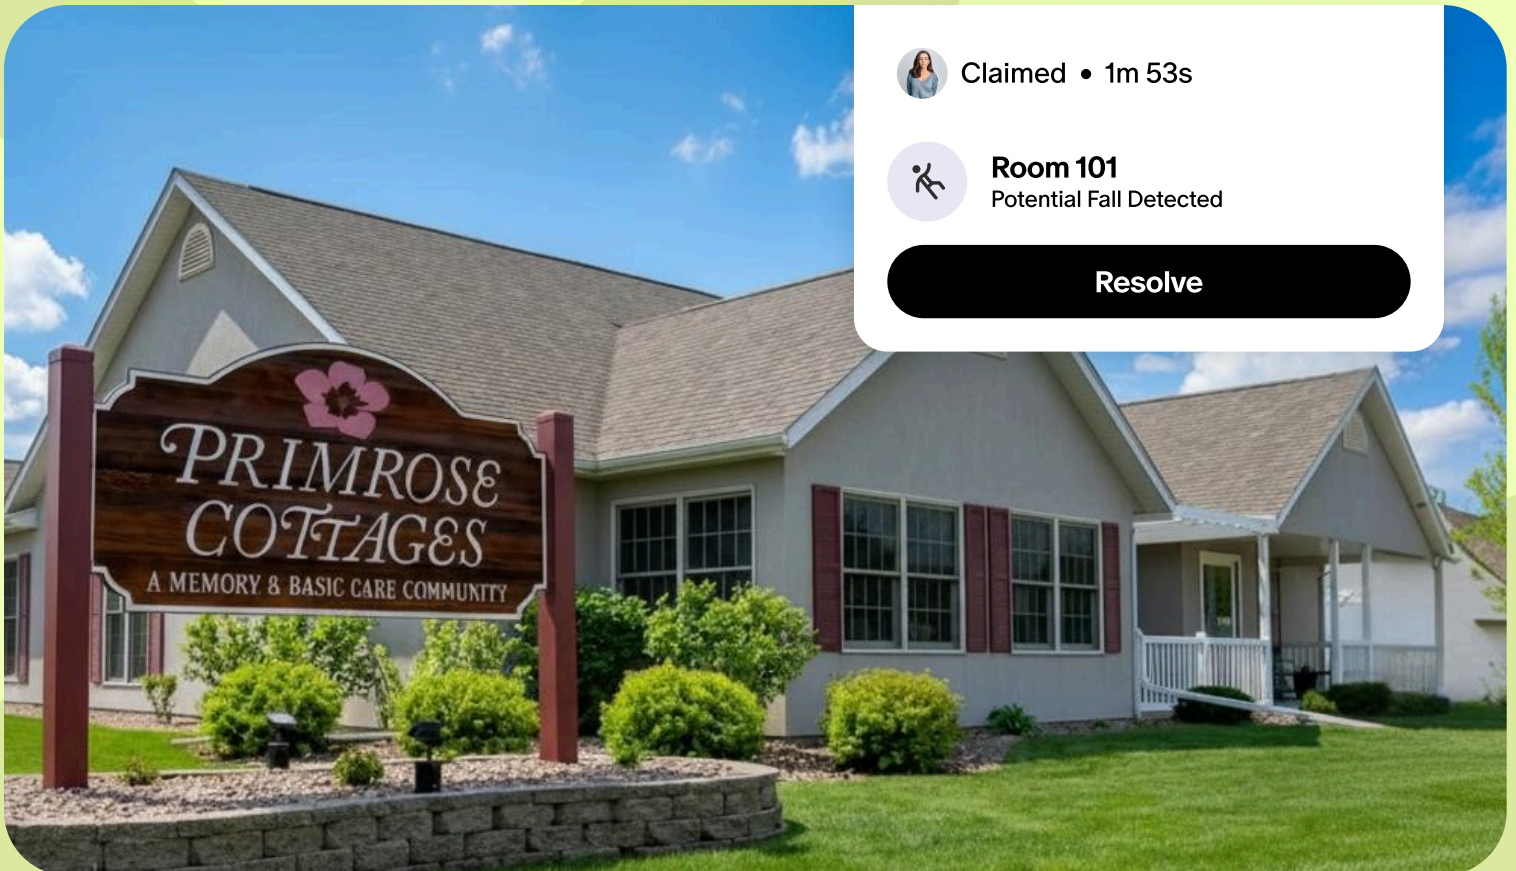 Claimed • 1m 53s
Room 101
Potential Fall Detected
Resolve
PRIMROSE
COTTAGES
A MEMORY & BASIC CARE COMMUNITY